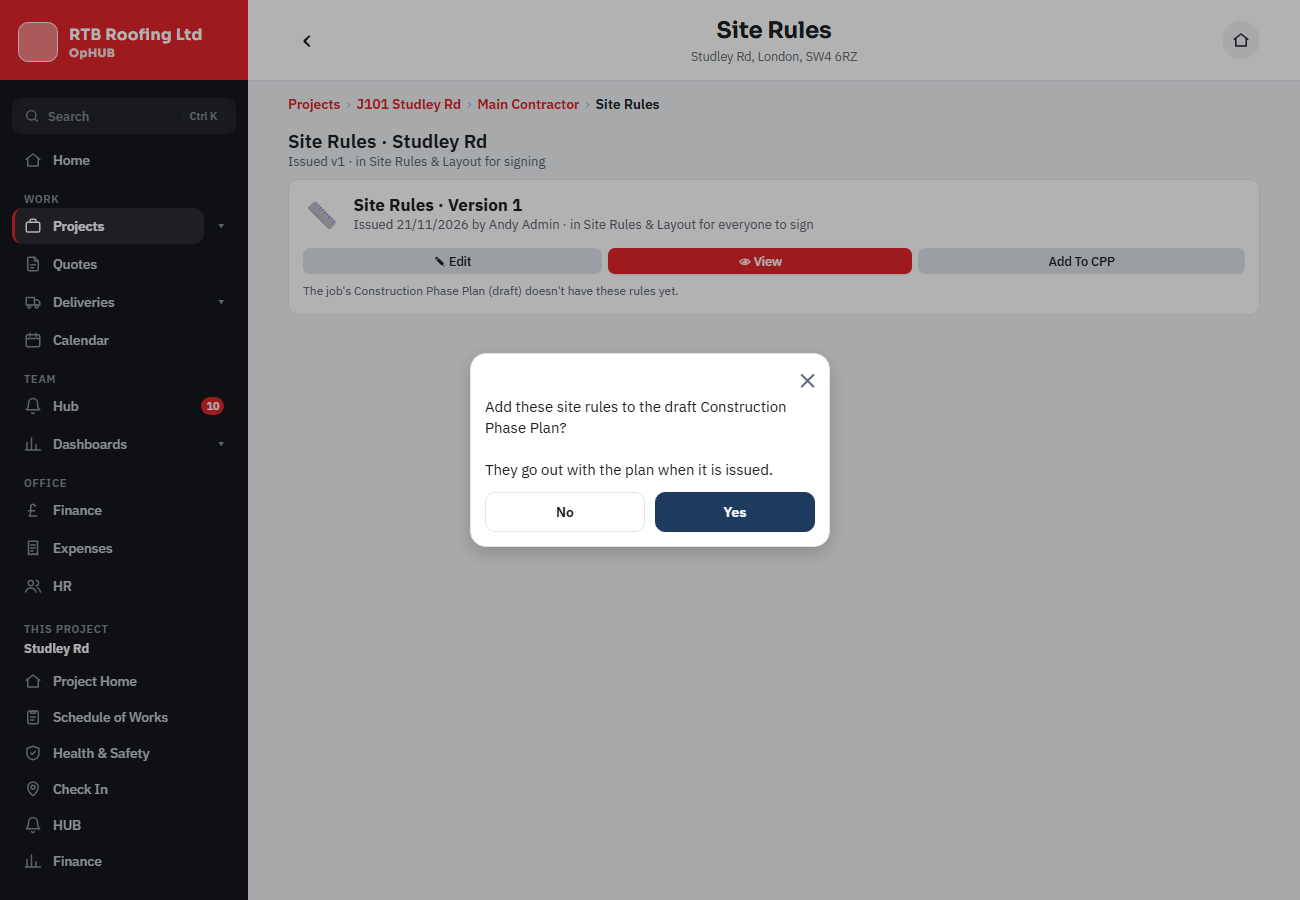 RTB Roofing Ltd
OpHUB
Search
Ctrl K
Home
WORK
Projects
Quotes
Deliveries
Calendar
TEAM
Hub
10
Dashboards
OFFICE
Finance
Expenses
HR
THIS PROJECT
Studley Rd
Project Home
Schedule of Works
Health & Safety
Check In
HUB
Finance
Site Rules
Studley Rd, London, SW4 6RZ
Projects › J101 Studley Rd › Main Contractor › Site Rules
Site Rules · Studley Rd
Issued v1 · in Site Rules & Layout for signing
Site Rules · Version 1
Issued 21/11/2026 by Andy Admin · in Site Rules & Layout for everyone to sign
Edit
View
Add To CPP
The job's Construction Phase Plan (draft) doesn't have these rules yet.
Add these site rules to the draft Construction
Phase Plan?
They go out with the plan when it is issued.
No
Yes